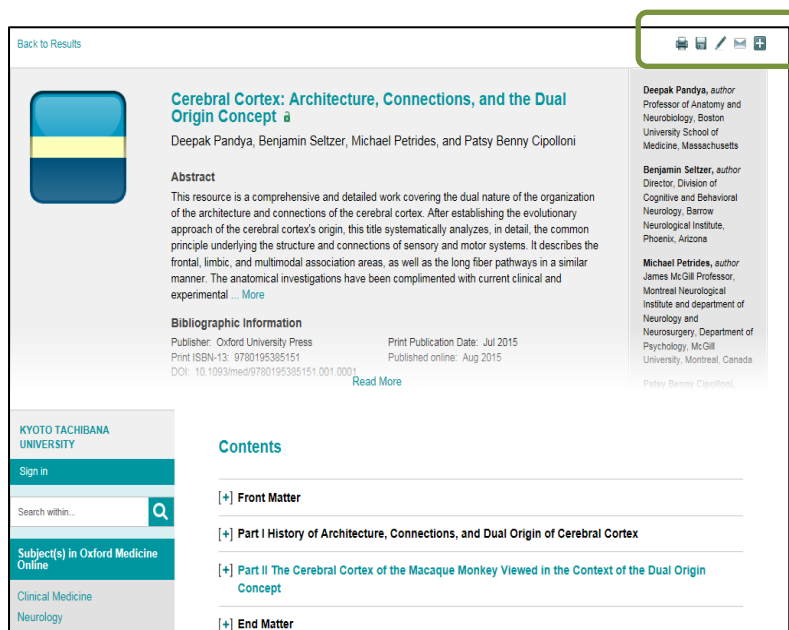 Back to Results
Cerebral Cortex: Architecture, Connections, and the Dual
Origin Concept
Deepak Pandya, Benjamin Seltzer, Michael Petrides, and Patsy Benny Cipolloni
Abstract
This resource is a comprehensive and detailed work covering the dual nature of the organization
of the architecture and connections of the cerebral cortex. After establishing the evolutionary
approach of the cerebral cortex's origin, this title systematically analyzes, in detail, the common
principle underlying the structure and connections of sensory and motor systems. It describes the
frontal, limbic, and multimodal association areas, as well as the long fiber pathways in a similar
manner. The anatomical investigations have been complimented with current clinical and
experimental ... More
Bibliographic Information
Publisher: Oxford University Press
Print Publication Date: Jul 2015
Print ISBN-13: 9780195385151
Published online: Aug 2015
DOI: 10.1093/med/9780195385151.001.0001
Read More
Deepak Pandya, author
Professor of Anatomy and
Neurobiology, Boston
University School of
Medicine, Massachusetts
Benjamin Seltzer, author
Director, Division of
Cognitive and Behavioral
Neurology, Barrow
Neurological Institute,
Phoenix, Arizona
Michael Petrides, author
James McGill Professor,
Montreal Neurological
Institute and department of
Neurology and
Neurosurgery, Department of
Psychology, McGill
University, Montreal, Canada
Patsy Benny Cipolloni,
KYOTO TACHIBANA
UNIVERSITY
Sign in
Search within...
Subject(s) in Oxford Medicine
Online
Clinical Medicine
Neurology
Contents
[+] Front Matter
[+] Part I History of Architecture, Connections, and Dual Origin of Cerebral Cortex
[+] Part II The Cerebral Cortex of the Macaque Monkey Viewed in the Context of the Dual Origin
Concept
[+] End Matter